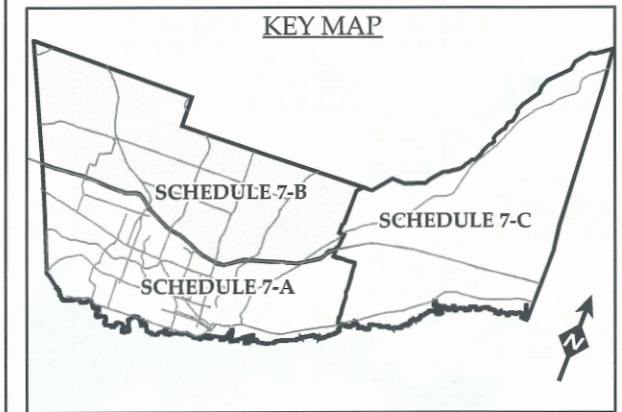 KEY MAP
SCHEDULE 7-B
SCHEDULE 7-C
SCHEDULE 7-A
N